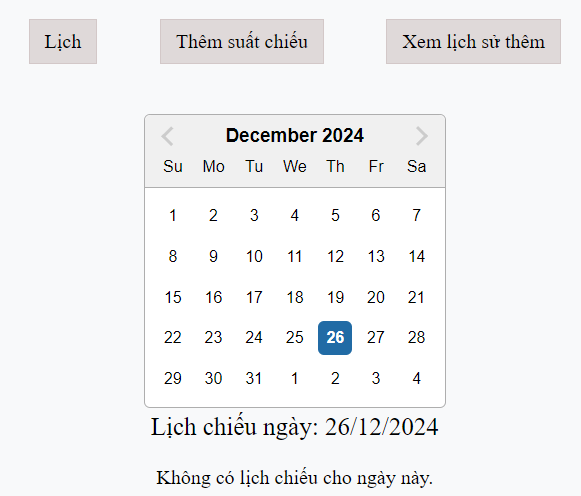 Lịch Thêm suất chiếu Xem lịch sử thêm
December 2024
Su Mo Tu We Th Fr Sa
1 2 3 4 5 6 7
8 9 10 11 12 13 14
15 16 17 18 19 20 21
22 23 24 25 26 27 28
29 30 31 1 2 3 4
Lịch chiếu ngày: 26/12/2024
Không có lịch chiếu cho ngày này.